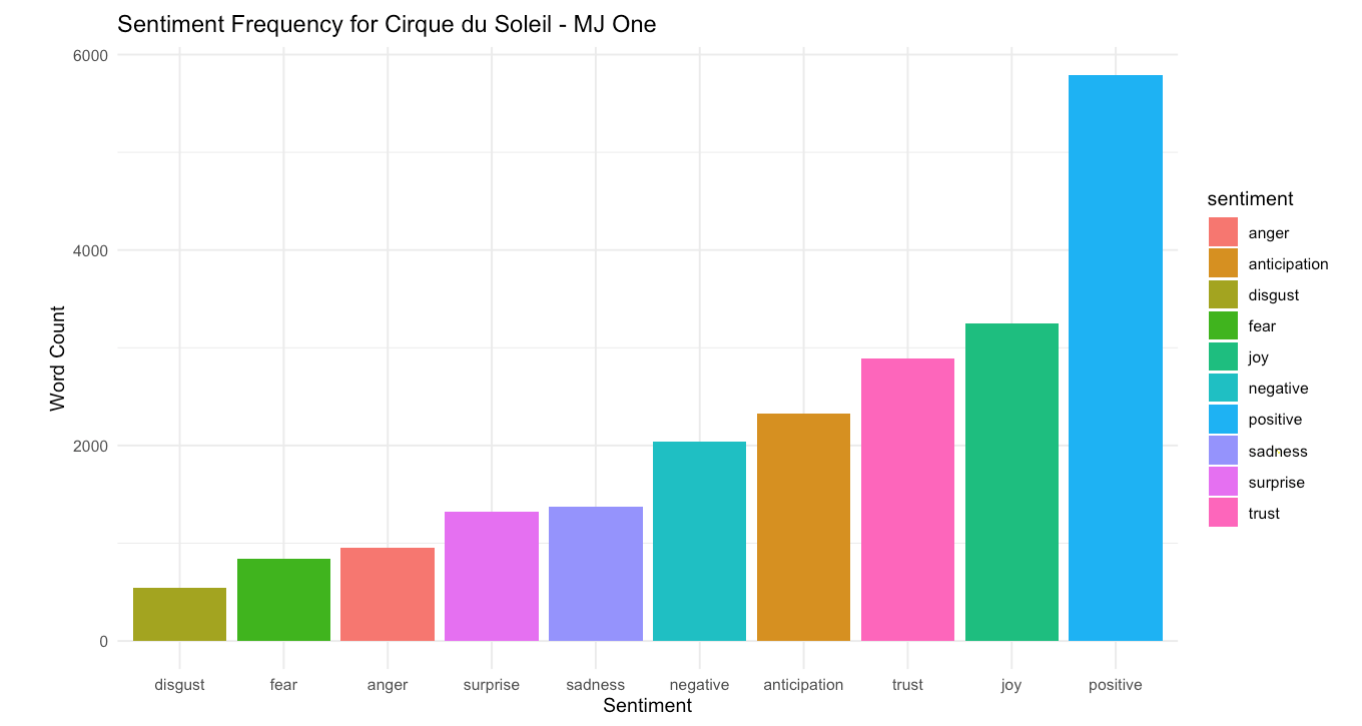 Sentiment Frequency for Cirque du Soleil - MJ One
6000
4000
2000
0
Word Count
disgust fear anger surprise sadness negative anticipation trust joy positive
Sentiment
sentiment
anger
anticipation
disgust
fear
joy
negative
positive
sadness
surprise
trust